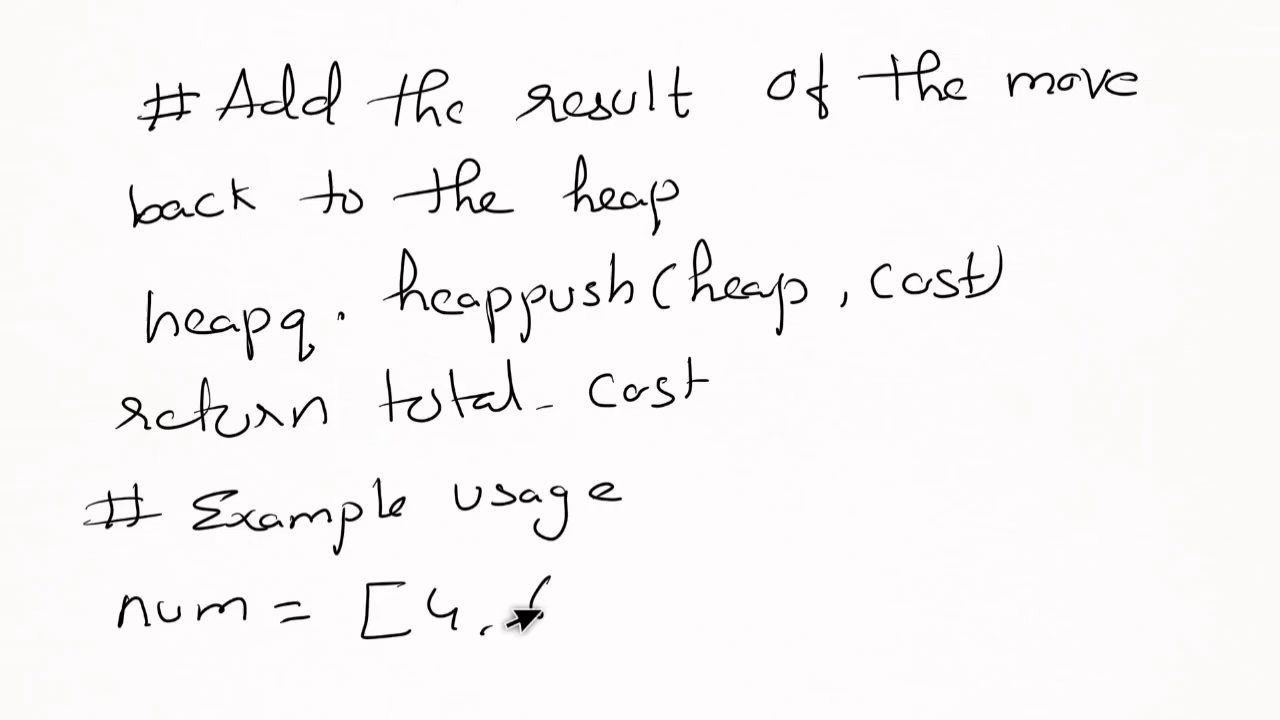 # Add the result of the move
back to the heap
heapq. heappush(heap, cost)
return total_cost
# Example usage
num = [4,